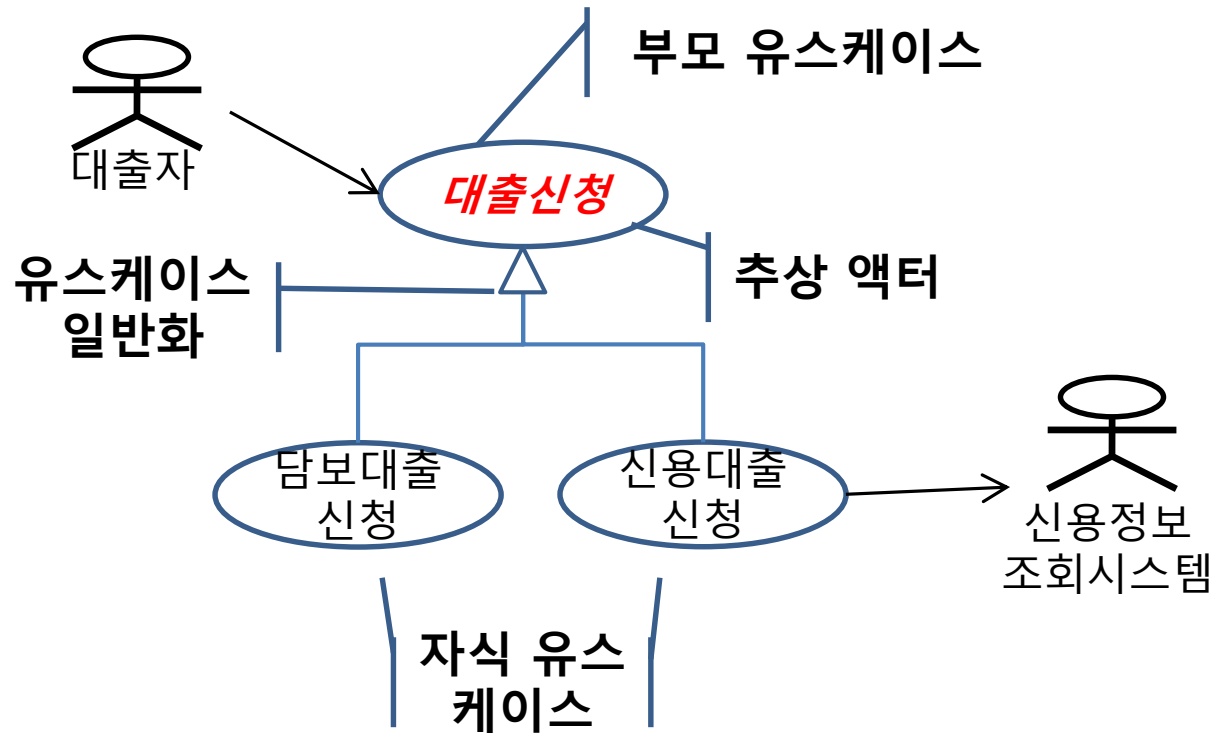 부모 유스케이스
대출자
대출신청
유스케이스
일반화
추상 액터
담보대출
신청
신용대출
신청
신용정보
조회시스템
자식 유스
케이스